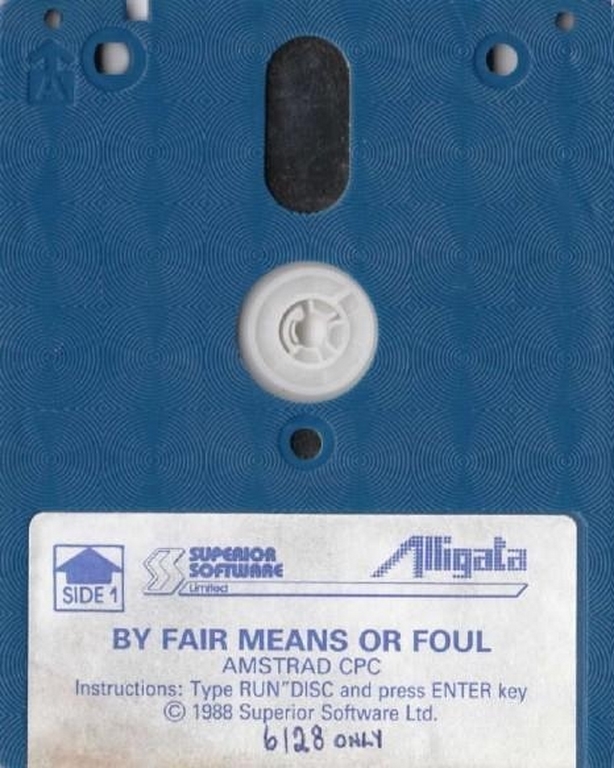 A
SIDE 1
SUPERIOR
SOFTWARE
Limited
Alligata
BY FAIR MEANS OR FOUL
AMSTRAD CPC
Instructions: Type RUN"DISC and press ENTER key
© 1988 Superior Software Ltd.
6128 ONLY